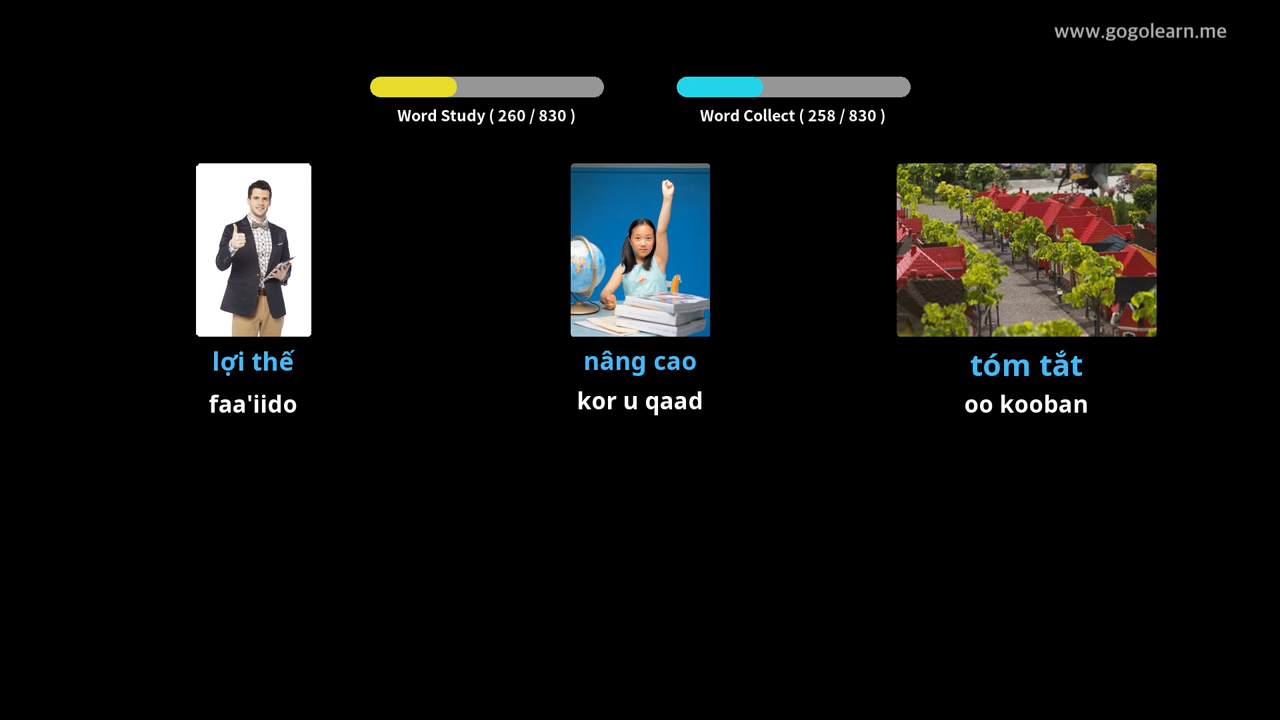 www.gogolearn.me
Word Study ( 260 / 830 )
Word Collect ( 258 / 830 )
lợi thế
faa'iido
nâng cao
kor u qaad
tóm tắt
oo kooban